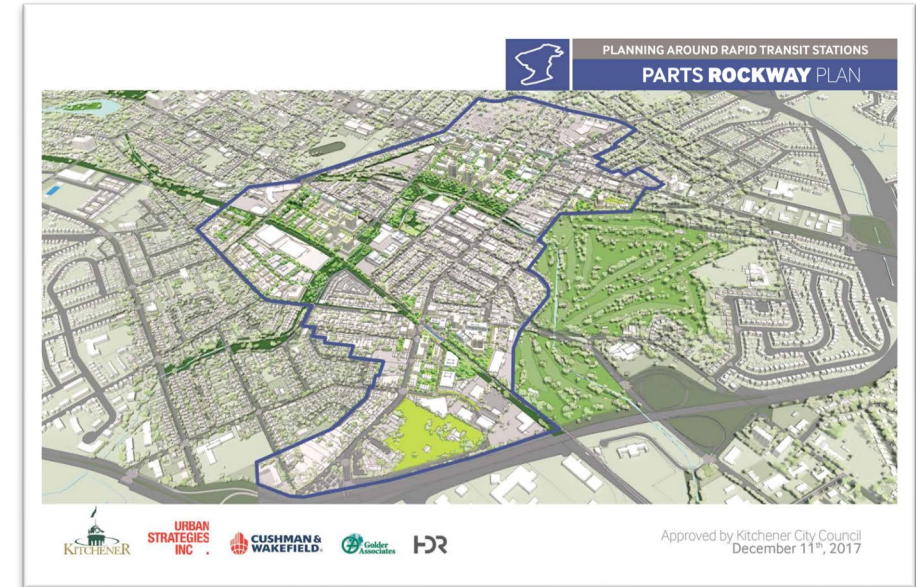 PLANNING AROUND RAPID TRANSIT STATIONS
PARTS ROCKWAY PLAN
KITCHENER
URBAN
STRATEGIES
INC .
CUSHMAN &
WAKEFIELD.
Golder
Associates
HDR
Approved by Kitchener City Council
December 11th, 2017